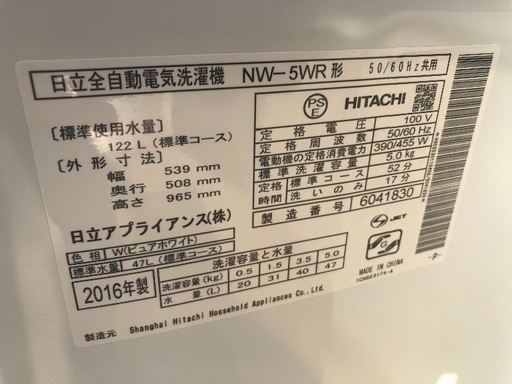 日立全自動電気洗濯機 NW-5WR 形 50/60Hz共用
[標準使用水量]
122 L (標準コース)
[外形寸法]
幅 539 mm
奥行 508 mm
高さ 965 mm
日立アプライアンス(株)
PS
E
HITACHI
定格電圧 100 V
定格周波数 50/60 Hz
電動機の定格消費電力 390/455 W
標準洗濯容量 5.0kg
定格時間 標準コース 52分
洗いのみ 17分
製造番号 6041830
色相 W(ピュアホワイト)
標準水量 47L (標準コース)
2016年製
洗濯容量と水量
洗濯容量(kg) 0.5 1.5 3.5 5.0
水量(L) 20 31 40 47
JET
MADE IN CHINA
-P-
製造元 Shanghai Hitachi Household Appliances Co.,Ltd.